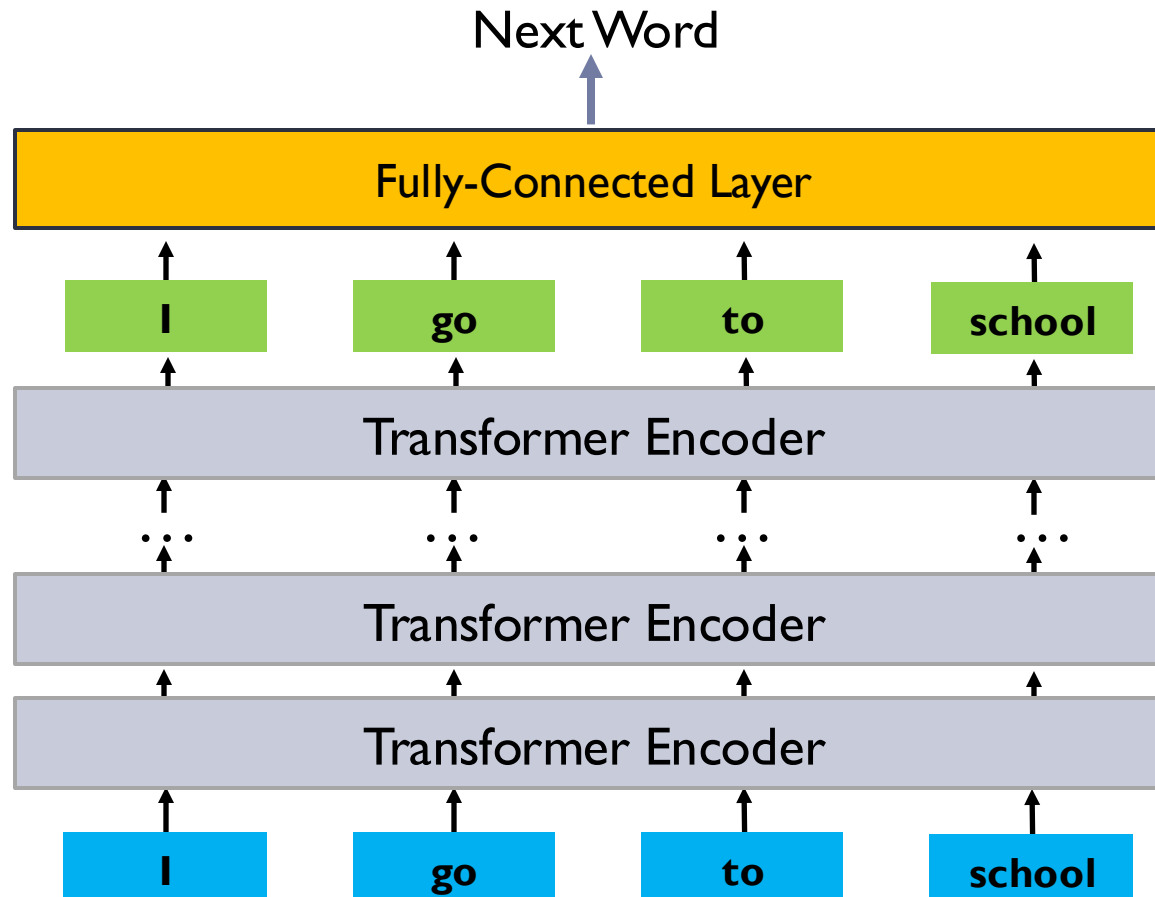 Next Word
Fully-Connected Layer
I go to school
Transformer Encoder
... ... ... ...
Transformer Encoder
Transformer Encoder
I go to school